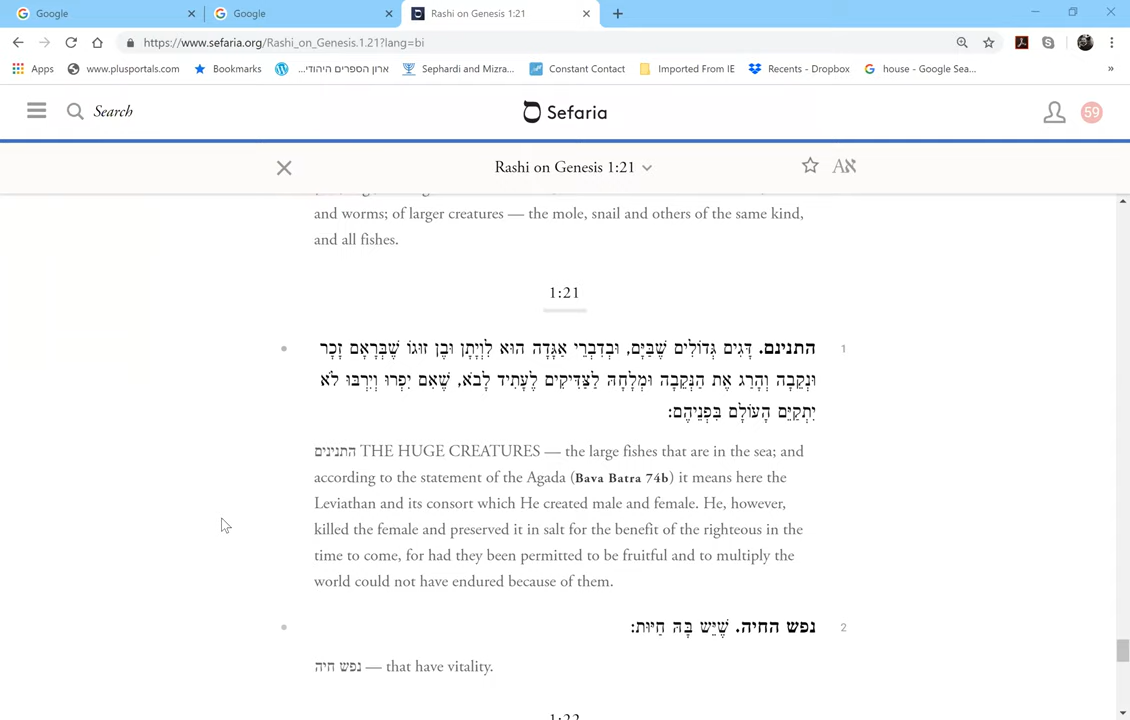 Google
Google
Rashi on Genesis 1:21
https://www.sefaria.org/Rashi_on_Genesis.1.21?lang=bi
Apps
www.plusportals.com
Bookmarks
ארון הספרים היהודי...
Sephardi and Mizra...
Constant Contact
Imported From IE
Recents - Dropbox
house - Google Sea...
»
Search
Sefaria
59
Rashi on Genesis 1:21
and worms; of larger creatures — the mole, snail and others of the same kind,
and all fishes.
1:21
1
התנינם. דָּגִים גְּדוֹלִים שֶׁבַּיָּם, וּבְדִבְרֵי אַגָּדָה הוּא לִוְיָתָן וּבֶן זוּגוֹ שֶׁבְּרָאָם זָכָר
וּנְקֵבָה וְהָרַג אֶת הַנְּקֵבָה וּמְלָחָהּ לַצַּדִּיקִים לֶעָתִיד לָבֹא, שֶׁאִם יִפְרוּ וְיִרְבּוּ לֹא
יִתְקַיֵּם הָעוֹלָם בִּפְנֵיהֶם:
התנינים THE HUGE CREATURES — the large fishes that are in the sea; and
according to the statement of the Agada (Bava Batra 74b) it means here the
Leviathan and its consort which He created male and female. He, however,
killed the female and preserved it in salt for the benefit of the righteous in the
time to come, for had they been permitted to be fruitful and to multiply the
world could not have endured because of them.
2
נפש החיה. שֶׁיֵּשׁ בָּהּ חַיּוּת:
נפש חיה — that have vitality.
1:22